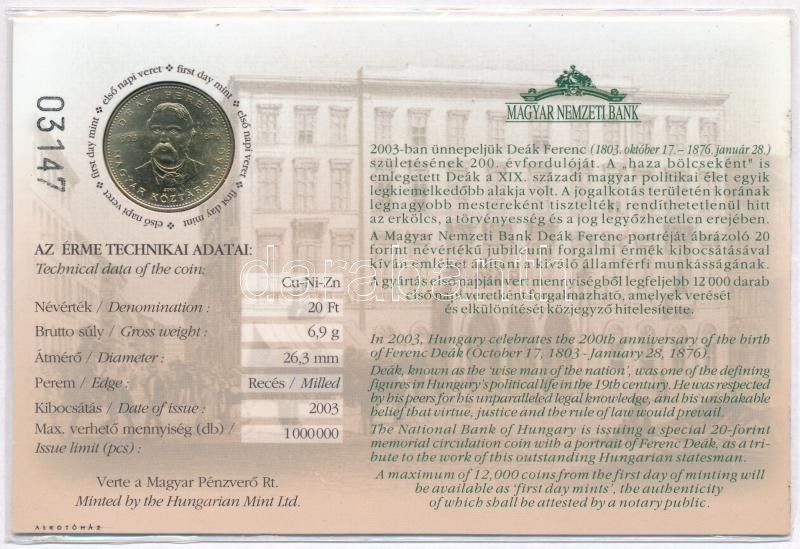 03147
első napi veret ❖ first day mint ❖ első napi veret ❖ first day mint ❖ első napi veret ❖ first day mint ❖
DEÁK FERENC
1803
1876
2003
MAGYAR KÖZTÁRSASÁG
AZ ÉRME TECHNIKAI ADATAI:
Technical data of the coin:
Cu-Ni-Zn
Névérték / Denomination : 20 Ft
Brutto súly / Gross weight : 6,9 g
Átmérő / Diameter : 26,3 mm
Perem / Edge : Recés / Milled
Kibocsátás / Date of issue : 2003
Max. verhető mennyiség (db) / 1000000
Issue limit (pcs) :
Verte a Magyar Pénzverő Rt.
Minted by the Hungarian Mint Ltd.
MAGYAR NEMZETI BANK
2003-ban ünnepeljük Deák Ferenc (1803. október 17. – 1876. január 28.)
születésének 200. évfordulóját. A „haza bölcseként" is
emlegetett Deák a XIX. századi magyar politikai élet egyik
legkiemelkedőbb alakja volt. A jogalkotás területén korának
legnagyobb mestereként tisztelték, rendíthetetlenül hitt
az erkölcs, a törvényesség és a jog legyőzhetetlen erejében.
A Magyar Nemzeti Bank Deák Ferenc portréját ábrázoló 20
forint névértékű jubileumi forgalmi érmék kibocsátásával
kíván emléket állítani a kiváló államférfi munkásságának.
A gyártás első napján vert mennyiségből legfeljebb 12 000 darab
első napi veretként forgalmazható, amelyek verését
és elkülönítését közjegyző hitelesítette.
In 2003, Hungary celebrates the 200th anniversary of the birth
of Ferenc Deák (October 17, 1803 - January 28, 1876).
Deák, known as the 'wise man of the nation', was one of the defining
figures in Hungary's political life in the 19th century. He was respected
by his peers for his unparalleled legal knowledge, and his unshakable
belief that virtue, justice and the rule of law would prevail.
The National Bank of Hungary is issuing a special 20-forint
memorial circulation coin with a portrait of Ferenc Deák, as a tri-
bute to the work of this outstanding Hungarian statesman.
A maximum of 12,000 coins from the first day of minting will
be available as 'first day mints', the authenticity
of which shall be attested by a notary public.
darabanth.com